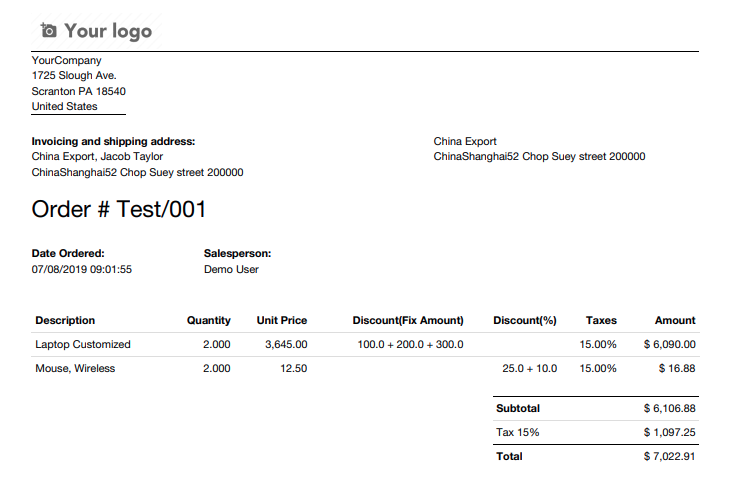 Your logo
YourCompany
1725 Slough Ave.
Scranton PA 18540
United States
Invoicing and shipping address:
China Export, Jacob Taylor
ChinaShanghai52 Chop Suey street 200000
China Export
ChinaShanghai52 Chop Suey street 200000
Order # Test/001
Date Ordered: Salesperson:
07/08/2019 09:01:55 Demo User
Description Quantity Unit Price Discount(Fix Amount) Discount(%) Taxes Amount
Laptop Customized 2.000 3,645.00 100.0 + 200.0 + 300.0 15.00% $ 6,090.00
Mouse, Wireless 2.000 12.50 25.0 + 10.0 15.00% $ 16.88
Subtotal $ 6,106.88
Tax 15% $ 1,097.25
Total $ 7,022.91